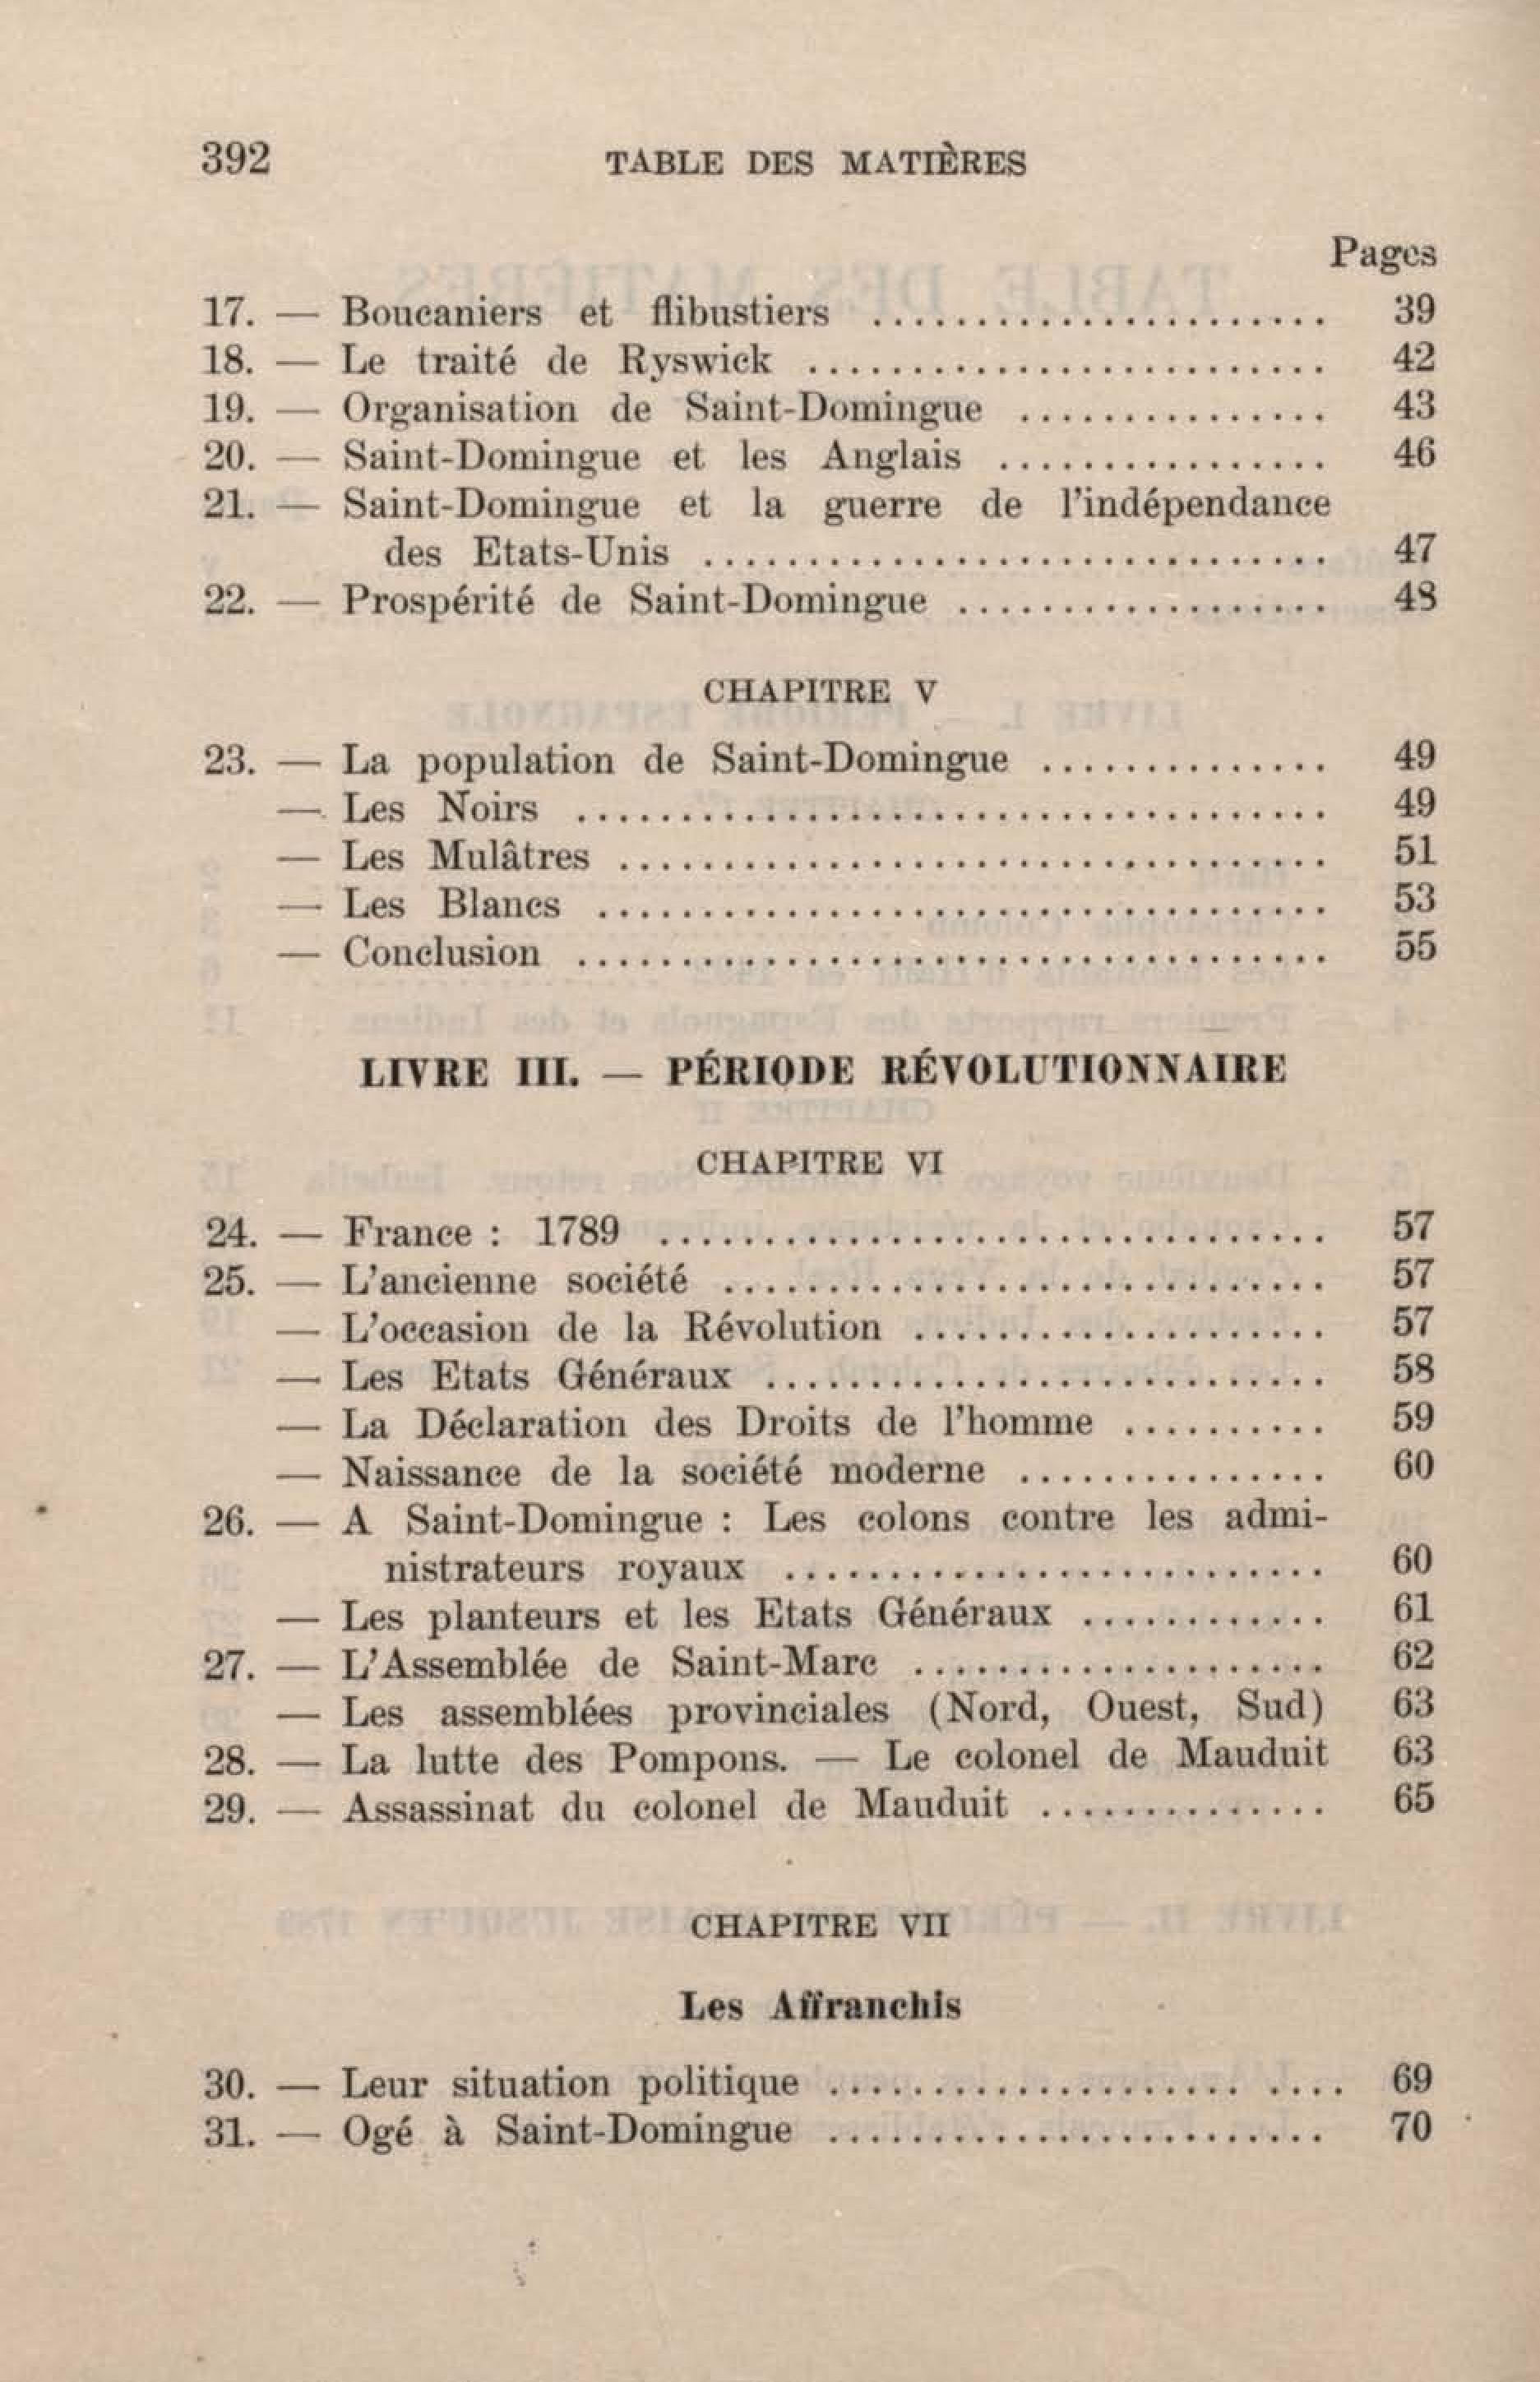 392 TABLE DES MATIÈRES
Pages
17. — Boucaniers et flibustiers ...................... 39
18. — Le traité de Ryswick ......................... 42
19. — Organisation de Saint-Domingue ............... 43
20. — Saint-Domingue et les Anglais ................ 46
21. — Saint-Domingue et la guerre de l'indépendance
des Etats-Unis .............................. 47
22. — Prospérité de Saint-Domingue .................. 48
CHAPITRE V
23. — La population de Saint-Domingue .............. 49
— Les Noirs .................................... 49
— Les Mulâtres .................................. 51
— Les Blancs ................................... 53
— Conclusion .................................... 55
LIVRE III. — PÉRIODE RÉVOLUTIONNAIRE
CHAPITRE VI
24. — France : 1789 ................................ 57
25. — L'ancienne société ............................. 57
— L'occasion de la Révolution .................... 57
— Les Etats Généraux ........................... 58
— La Déclaration des Droits de l'homme .......... 59
— Naissance de la société moderne ............... 60
26. — A Saint-Domingue : Les colons contre les admi-
nistrateurs royaux .......................... 60
— Les planteurs et les Etats Généraux ............ 61
27. — L'Assemblée de Saint-Marc .................... 62
— Les assemblées provinciales (Nord, Ouest, Sud) 63
28. — La lutte des Pompons. — Le colonel de Mauduit 63
29. — Assassinat du colonel de Mauduit .............. 65
CHAPITRE VII
Les Affranchis
30. — Leur situation politique .................... .... 69
31. — Ogé à Saint-Domingue ........................ 70